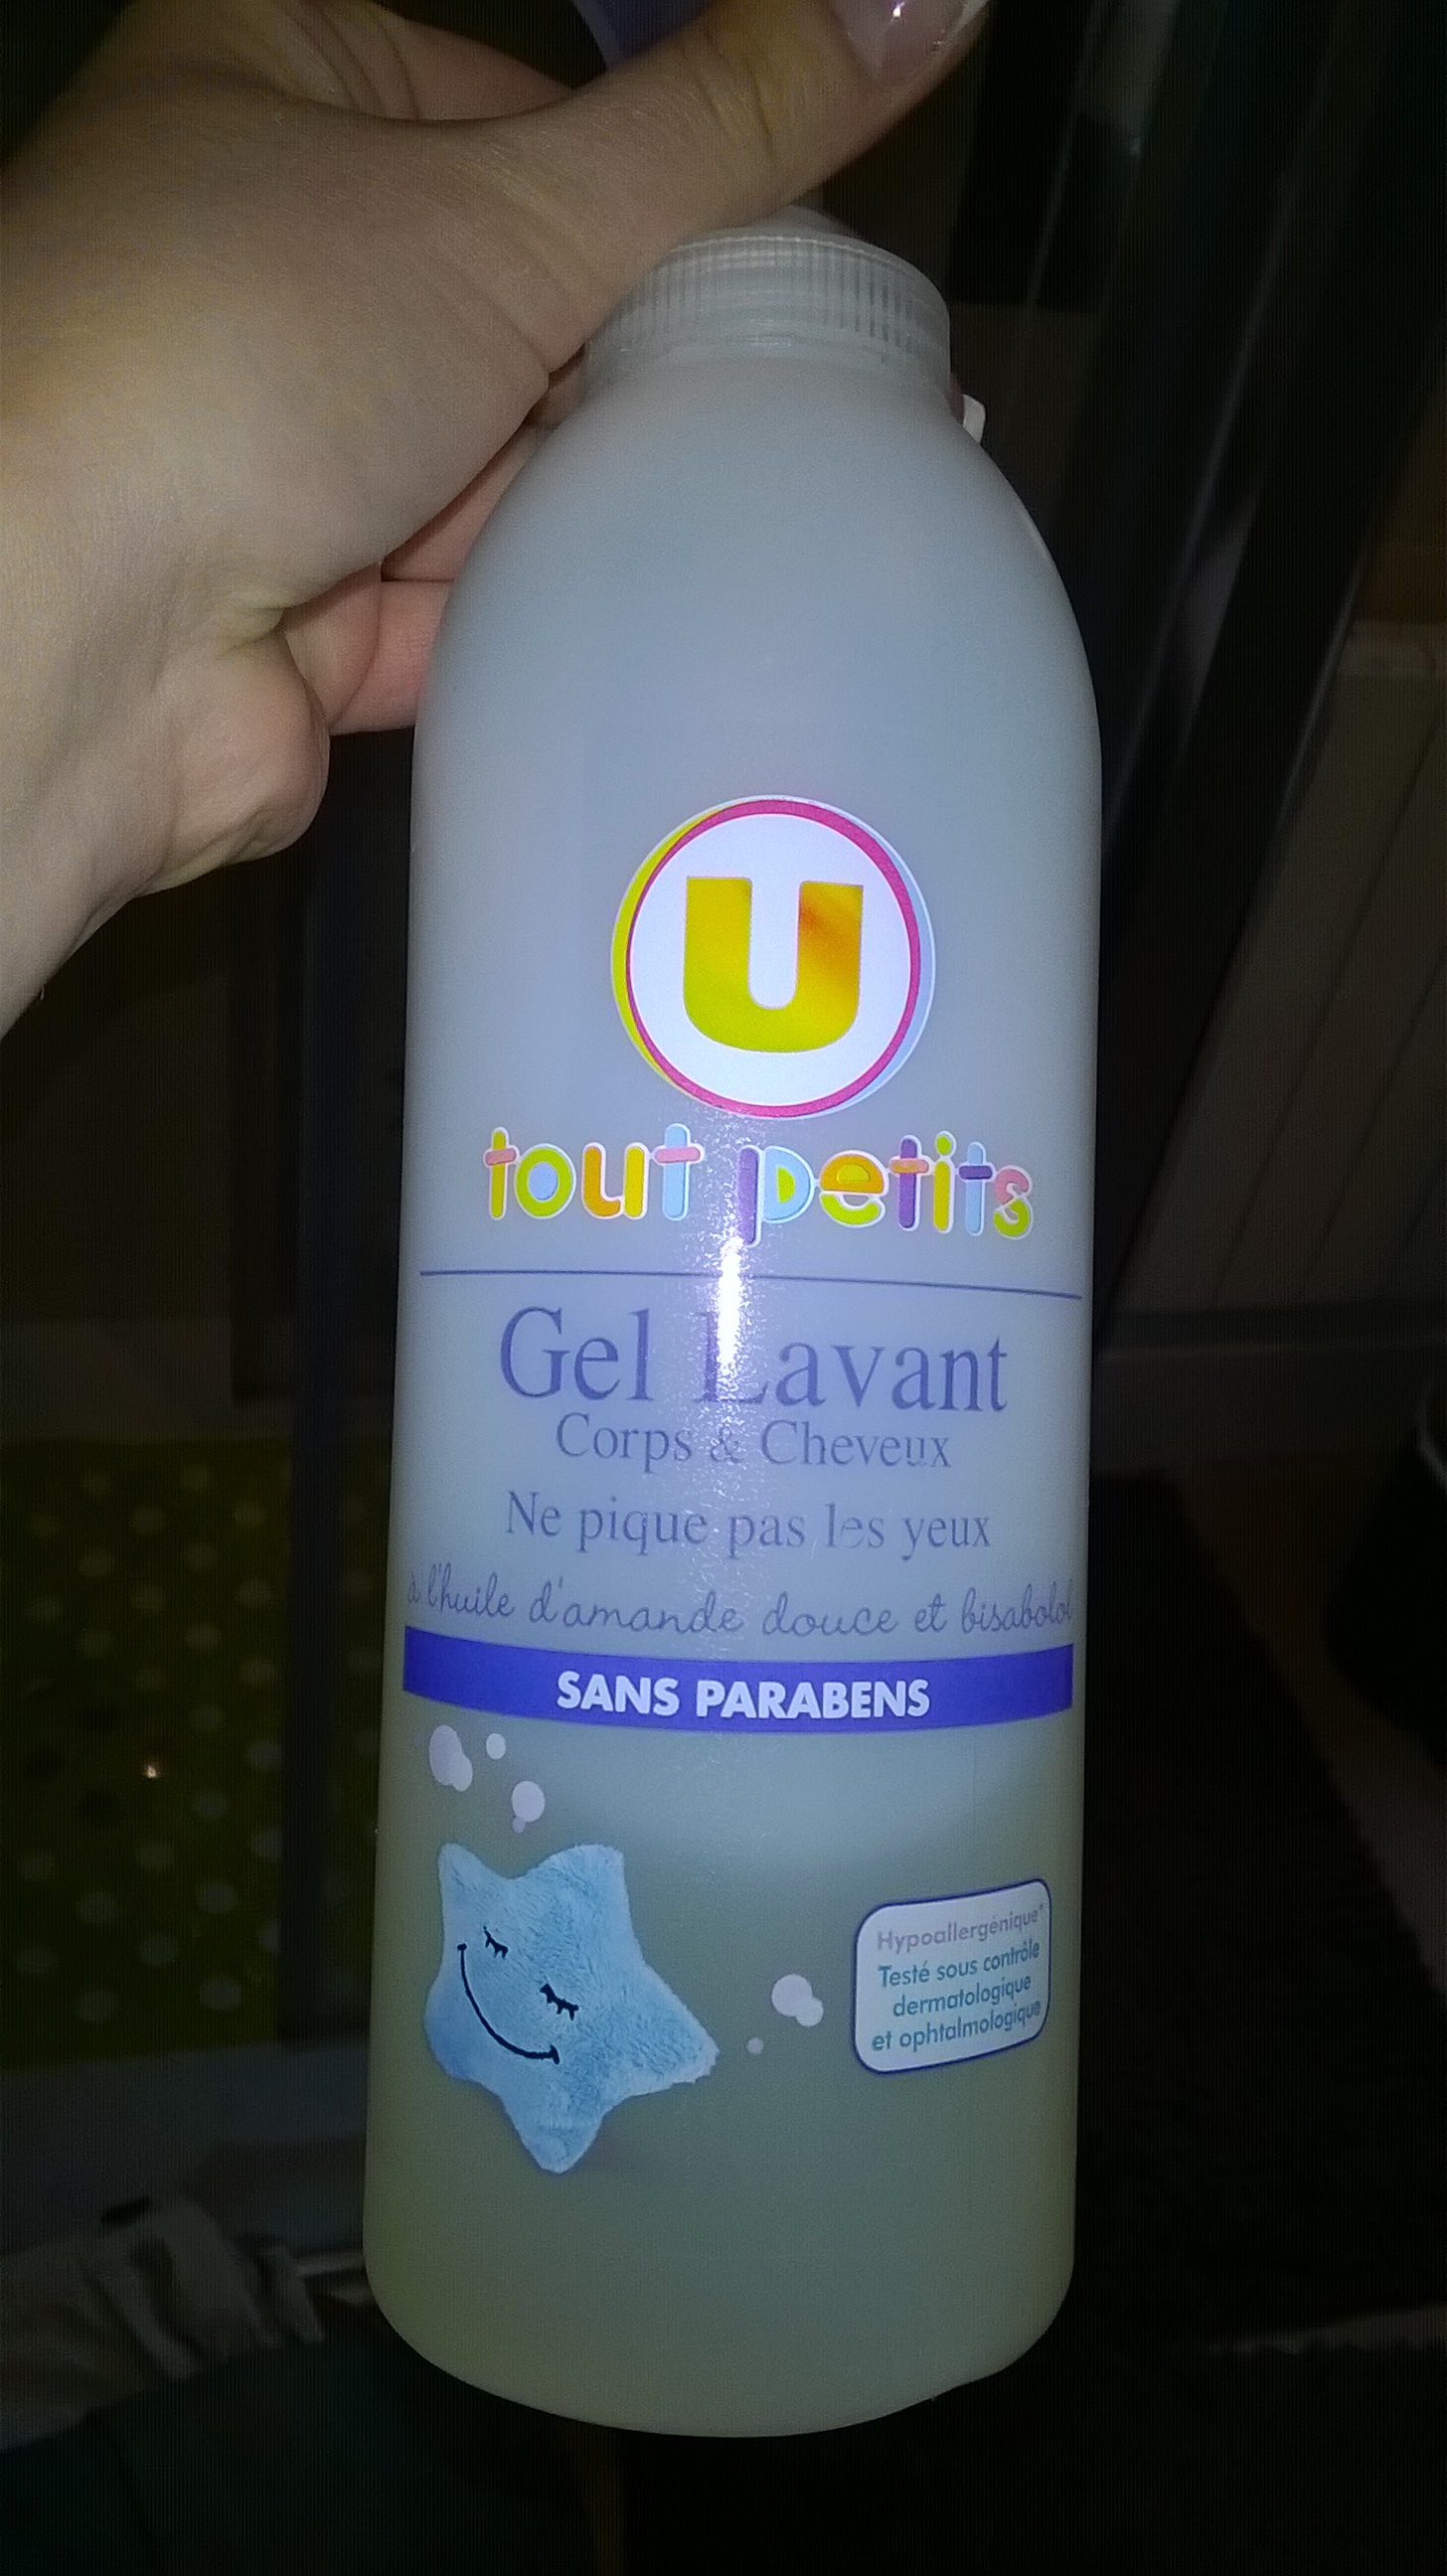 U
tout petits
Gel Lavant
Corps & Cheveux
Ne pique pas les yeux
à l'huile d'amande douce et bisabolol
SANS PARABENS
Hypoallergénique*
Testé sous contrôle
dermatologique
et ophtalmologique